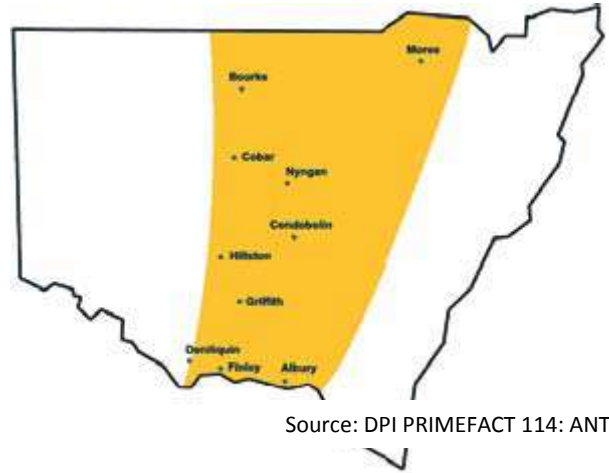 Moree
Bourke
Cobar
Nyngan
Condobolin
Hillston
Griffith
Deniliquin
Finley
Albury
Source: DPI PRIMEFACT 114: ANT